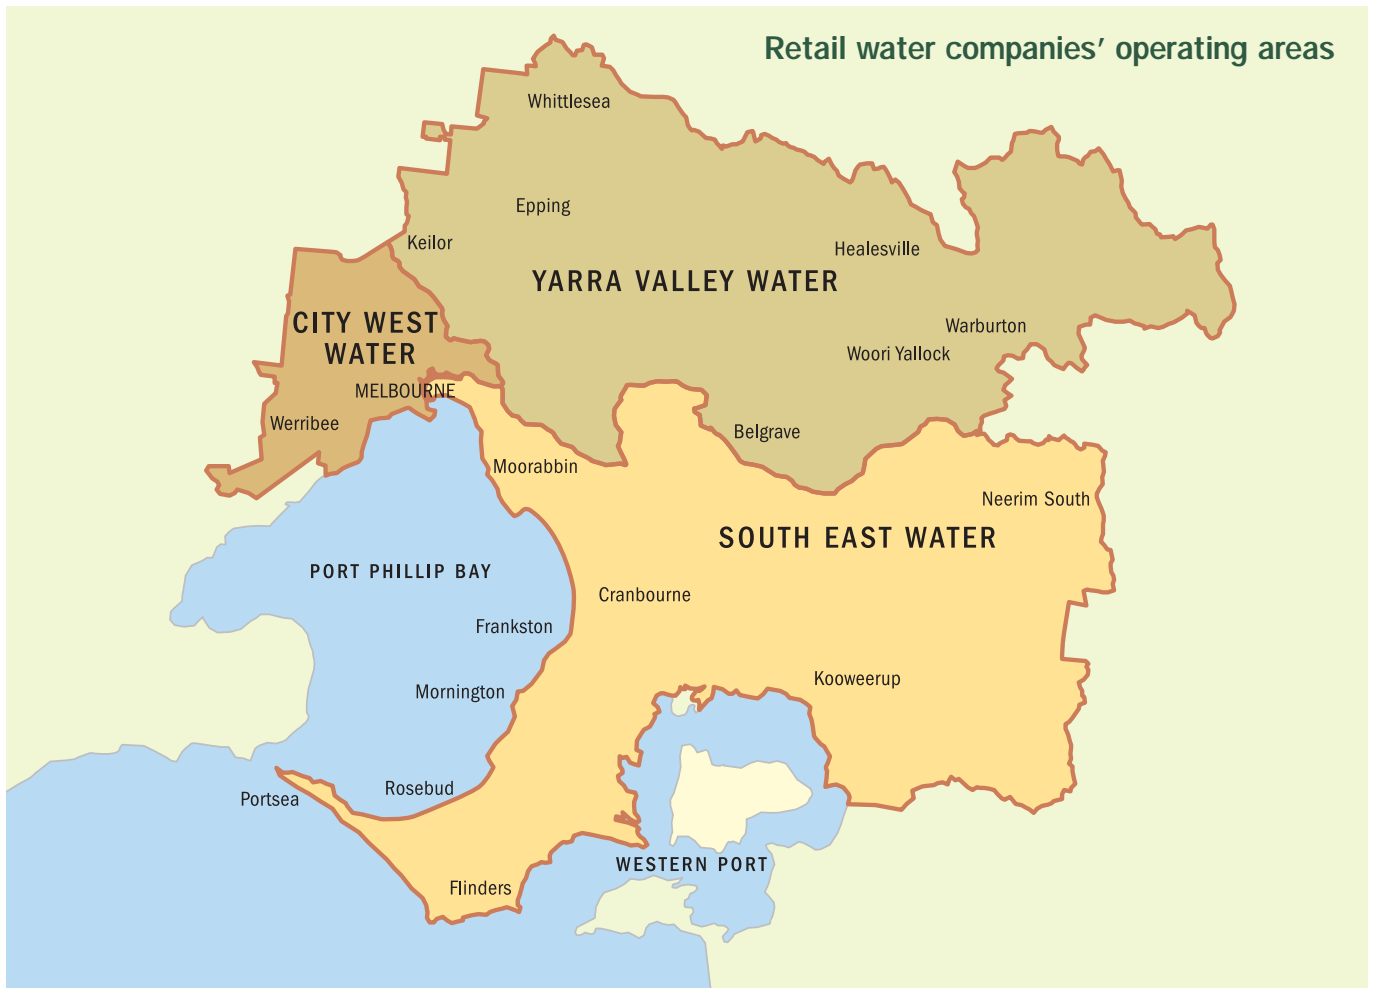 Retail water companies’ operating areas
Whittlesea
Epping
Keilor
Healesville
YARRA VALLEY WATER
CITY WEST
WATER
Warburton
Woori Yallock
MELBOURNE
Werribee
Belgrave
Moorabbin
Neerim South
SOUTH EAST WATER
PORT PHILLIP BAY
Cranbourne
Frankston
Kooweerup
Mornington
Rosebud
Portsea
WESTERN PORT
Flinders